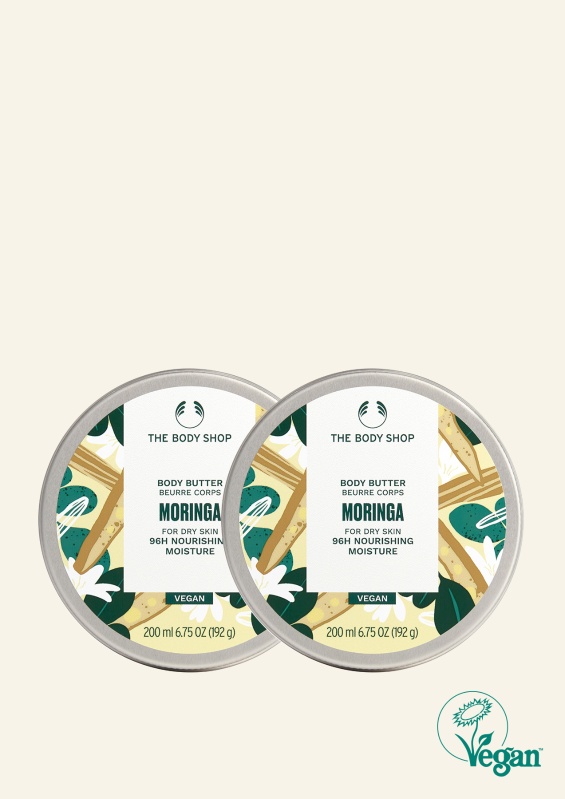 THE BODY SHOP
BODY BUTTER
BEURRE CORPS
MORINGA
FOR DRY SKIN
96H NOURISHIN
MOISTURE
VEGAN
200 ml 6.75 OZ (192 g)
THE BODY SHOP
BODY BUTTER
BEURRE CORPS
MORINGA
FOR DRY SKIN
96H NOURISHING
MOISTURE
VEGAN
200 ml 6.75 OZ (192 g)
Vegan™